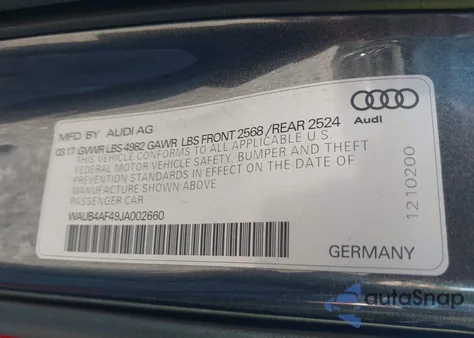 MFD BY AUDI AG
03.17 GVWR LBS 4982 GAWR LBS FRONT 2568 /REAR 2524
THIS VEHICLE CONFORMS TO ALL APPLICABLE U.S.
FEDERAL MOTOR VEHICLE SAFETY, BUMPER AND THEFT
PREVENTION STANDARDS IN EFFECT ON THE DATE OF
MANUFACTURE SHOWN ABOVE.
PASSENGER CAR
WAUB4AF49JA002660
Audi
1210200
GERMANY
autoSnap